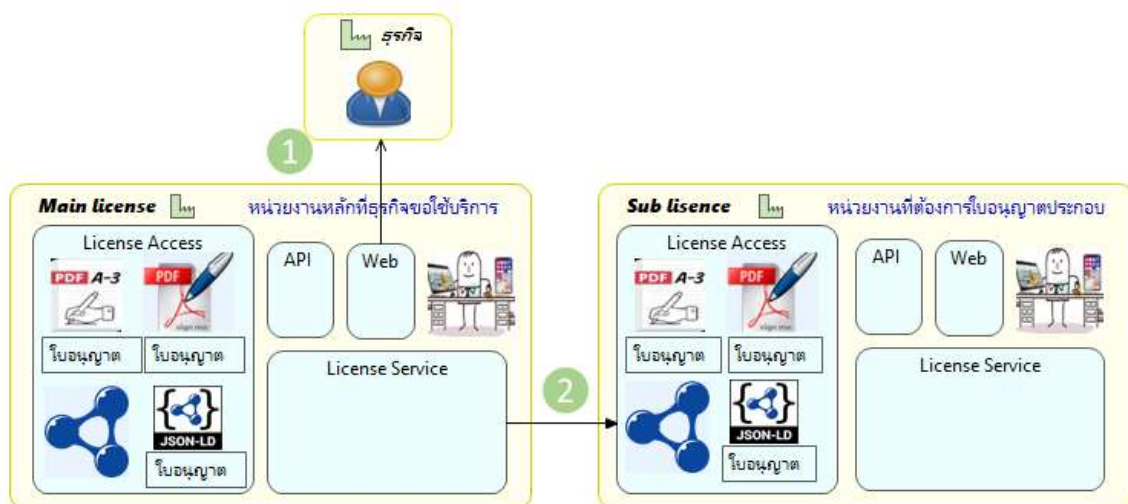 ธุรกิจ
1
Main license
หน่วยงานหลักที่ธุรกิจขอใช้บริการ
License Access
PDF A-3
PDF
sign me
ใบอนุญาต
ใบอนุญาต
JSON-LD
ใบอนุญาต
API
Web
License Service
2
Sub lisence
หน่วยงานที่ต้องการใบอนุญาตประกอบ
License Access
PDF A-3
PDF
sign me
ใบอนุญาต
ใบอนุญาต
JSON-LD
ใบอนุญาต
API
Web
License Service